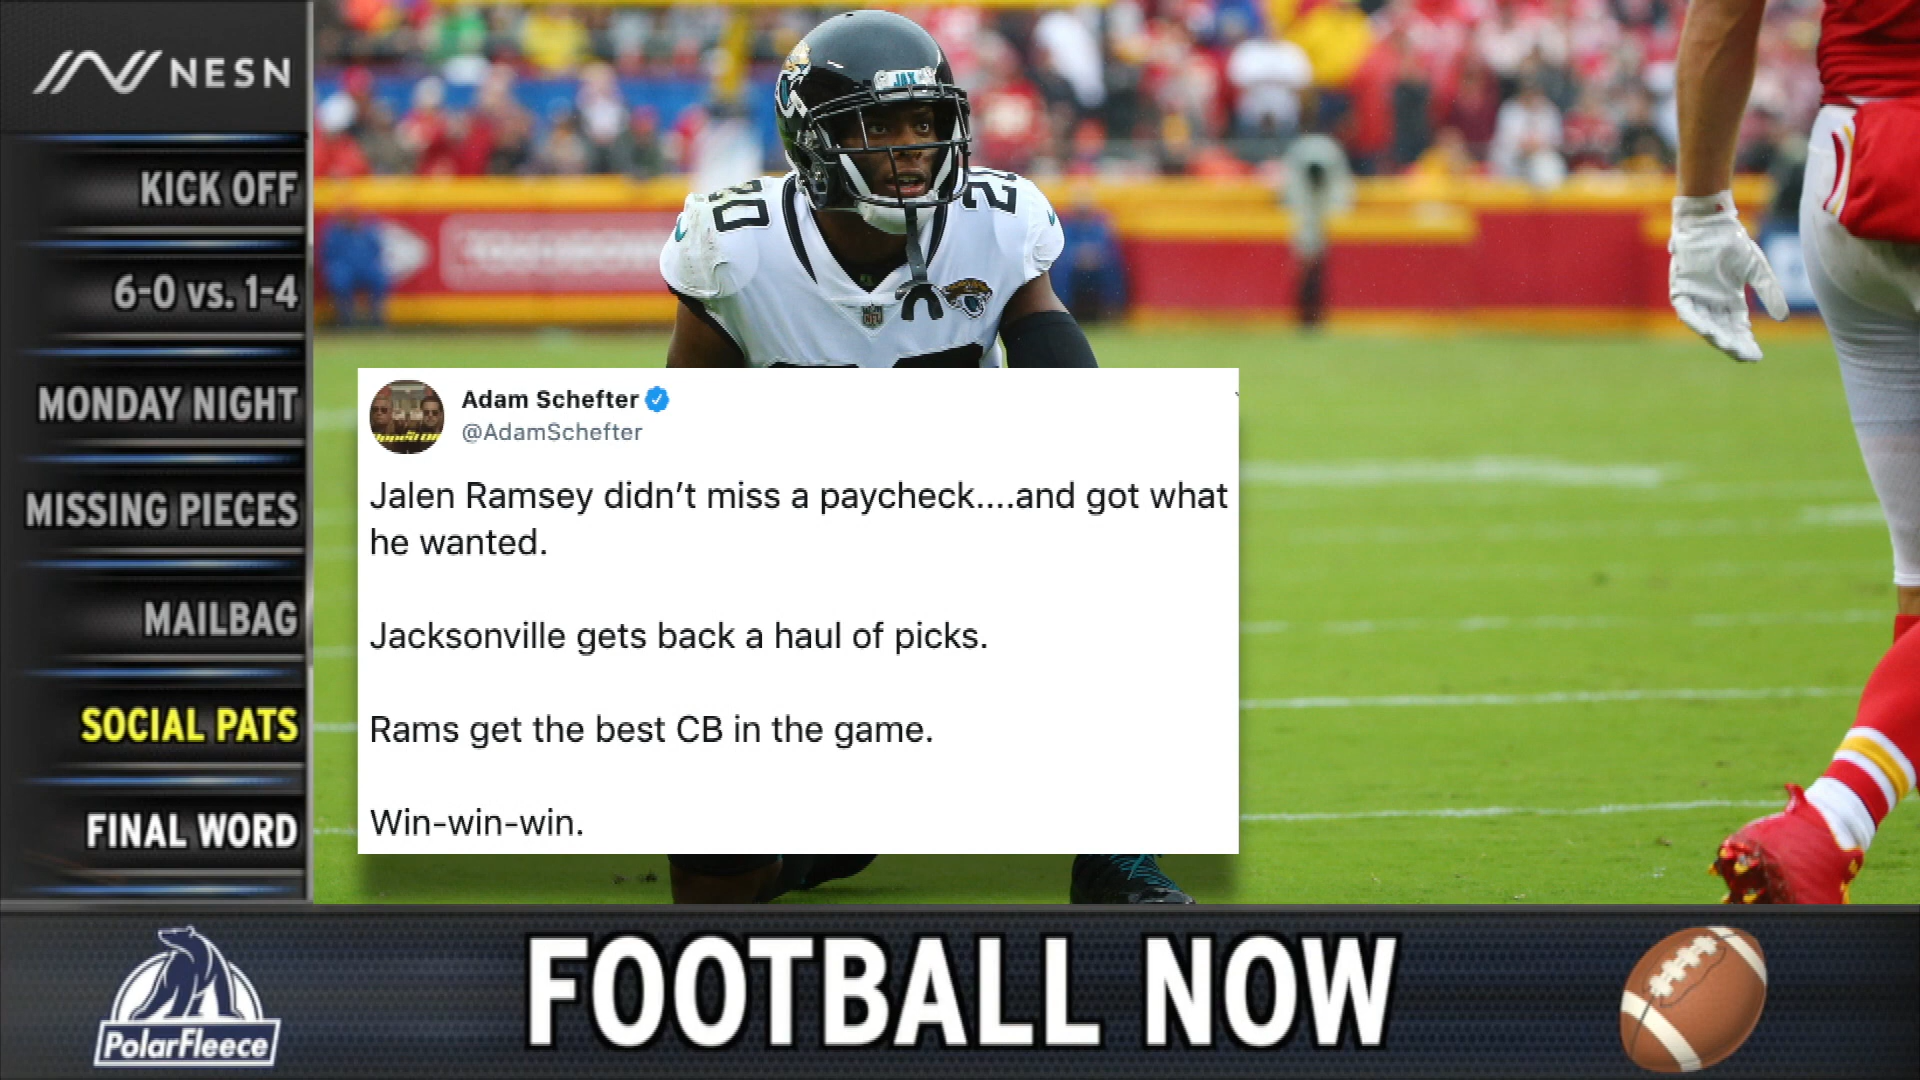 NESN
KICK OFF
6-0 vs. 1-4
MONDAY NIGHT
MISSING PIECES
MAILBAG
SOCIAL PATS
FINAL WORD
JAX
20
Adam Schefter
@AdamSchefter
Jalen Ramsey didn’t miss a paycheck....and got what
he wanted.
Jacksonville gets back a haul of picks.
Rams get the best CB in the game.
Win-win-win.
PolarFleece
FOOTBALL NOW